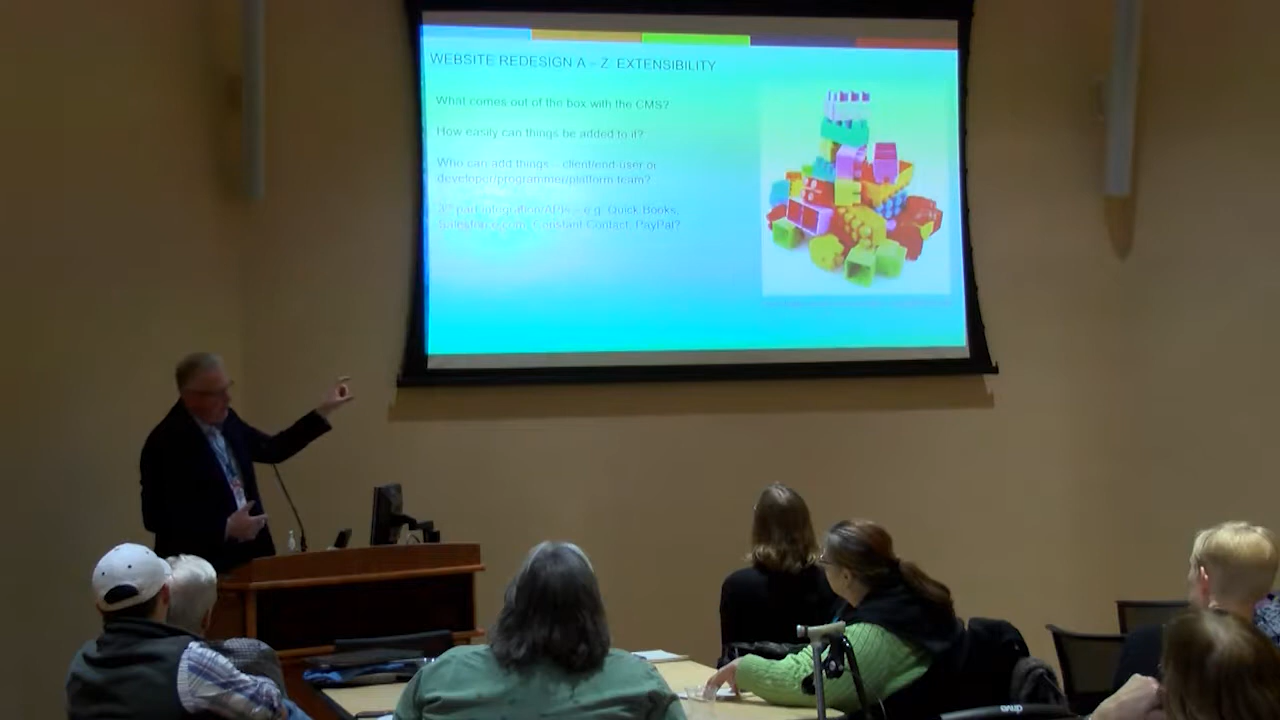 WEBSITE REDESIGN A – Z: EXTENSIBILITY
What comes out of the box with the CMS?
How easily can things be added to it?
Who can add things – client/end-user or
developer/programmer/platform team?
3rd part integration/APIs – e.g. Quick Books,
Salesforce.com, Constant Contact, PayPal?